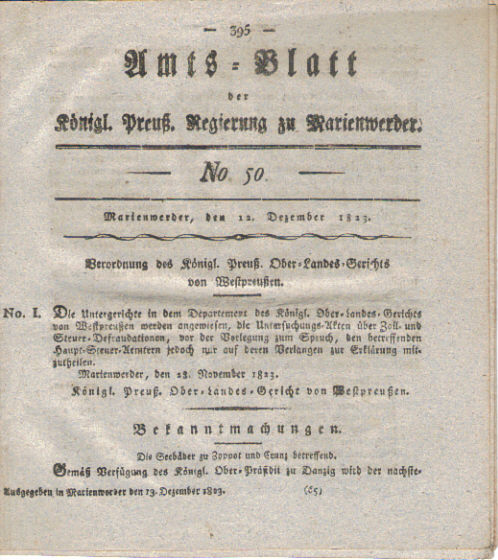 — 395 —
Amts-Blatt
der
Königl. Preuß. Regierung zu Marienwerder.
No. 50.
Marienwerder, den 12. Dezember 1823.
Verordnung des Königl. Preuß. Ober-Landes-Gerichts
von Westpreußen.
No. I. Die Untergerichte in dem Departement des Königl. Ober-Landes-Gerichts
von Westpreußen werden angewiesen, die Untersuchungs-Akten über Zoll- und
Steuer-Defraudationen, vor der Vorlegung zum Spruch, den betreffenden
Haupt-Steuer-Aemtern jedoch nur auf deren Verlangen zur Erklärung mit-
zutheilen.
Marienwerder, den 28. November 1823.
Königl. Preuß. Ober-Landes-Gericht von Westpreußen.
Bekanntmachungen.
Die Seebäder zu Zoppot und Cranz betreffend.
Gemäß Verfügung des Königl. Ober-Präsidii zu Danzig wird der nachste-
Ausgegeben in Marienwerder den 13. Dezember 1823. (65)